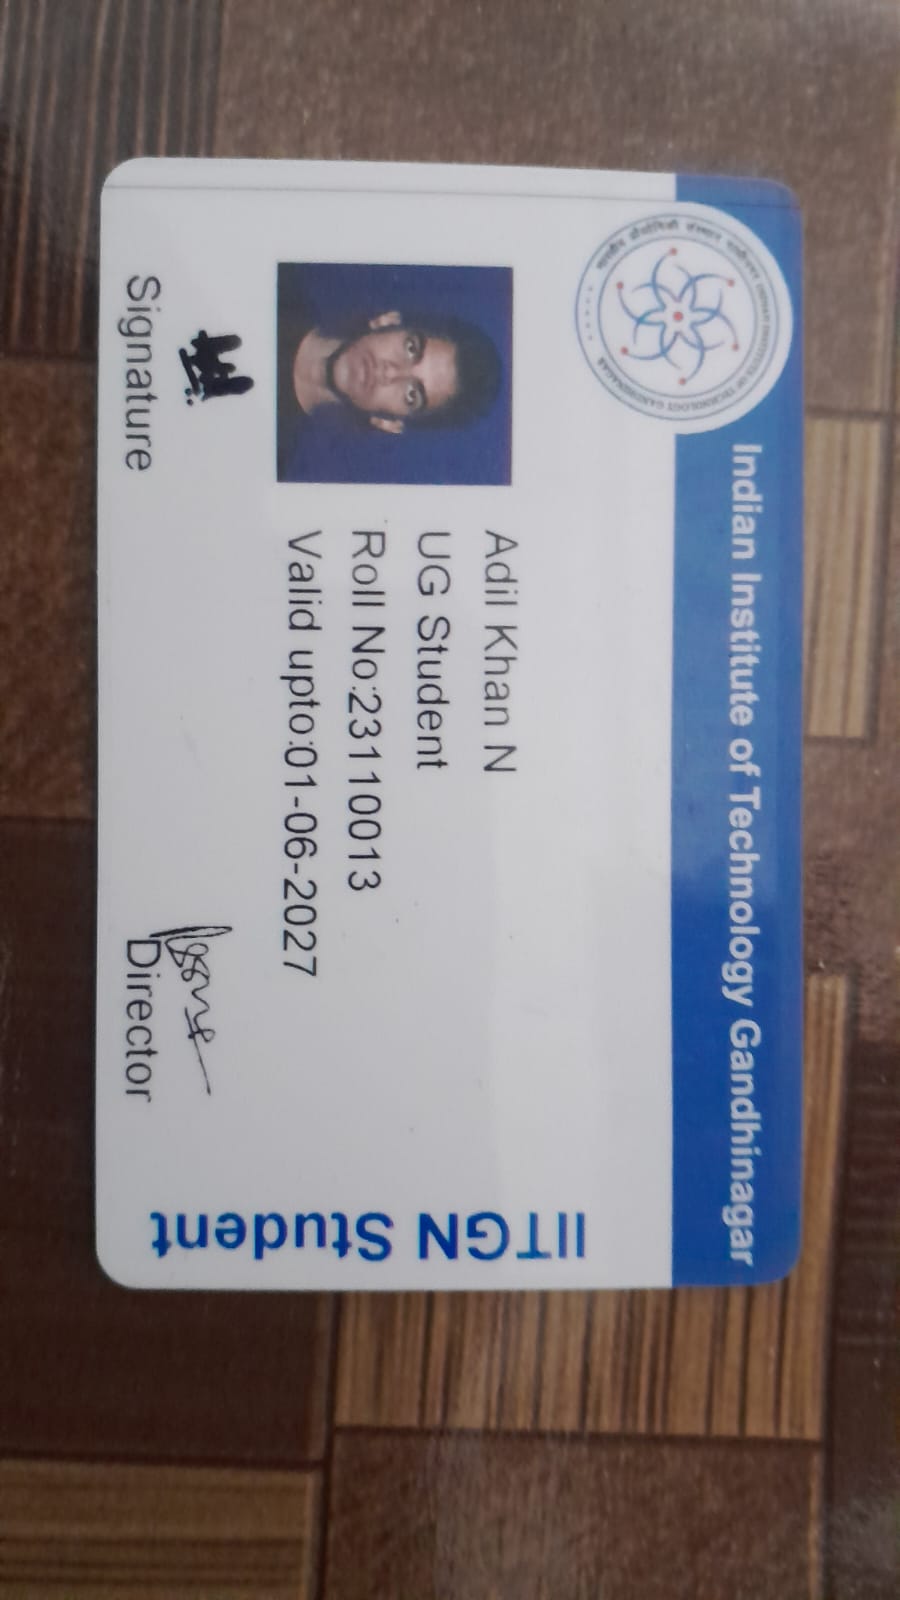 भारतीय प्रौद्योगिकी संस्थान गांधीनगर
INDIAN INSTITUTE OF TECHNOLOGY GANDHINAGAR
Indian Institute of Technology Gandhinagar
Adil Khan N
UG Student
Roll No:23110013
Valid upto:01-06-2027
Signature
Director
IITGN Student